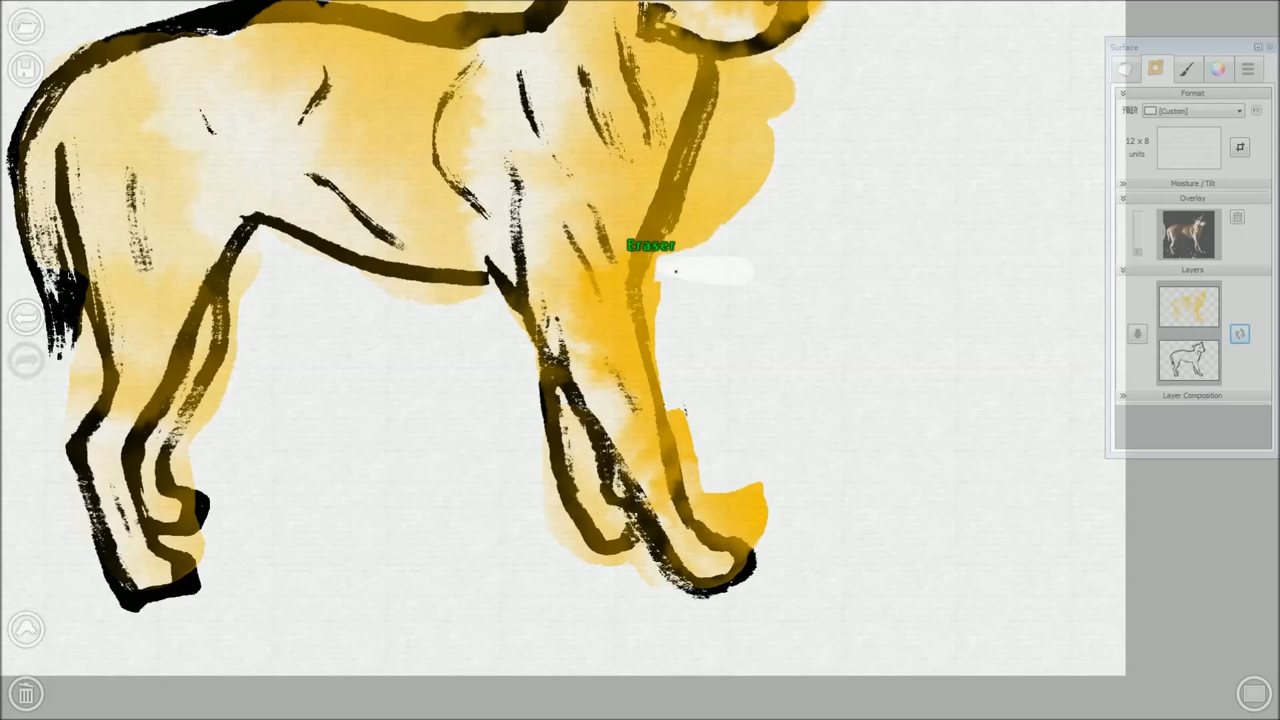 Surface
Format
[Custom]
12 x 8
units
Moisture / Tilt
Overlay
Eraser
Layers
Layer Composition